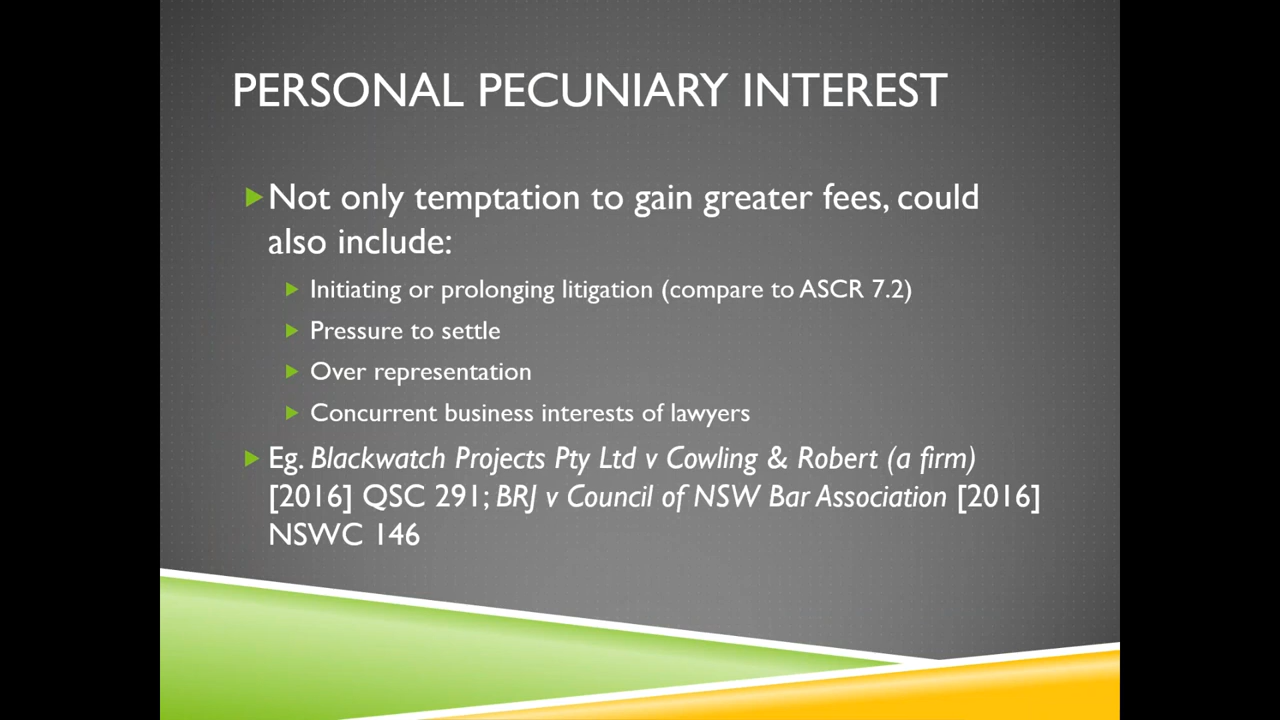 PERSONAL PECUNIARY INTEREST
Not only temptation to gain greater fees, could
also include:
Initiating or prolonging litigation (compare to ASCR 7.2)
Pressure to settle
Over representation
Concurrent business interests of lawyers
Eg. Blackwatch Projects Pty Ltd v Cowling & Robert (a firm)
[2016] QSC 291; BRJ v Council of NSW Bar Association [2016]
NSWC 146